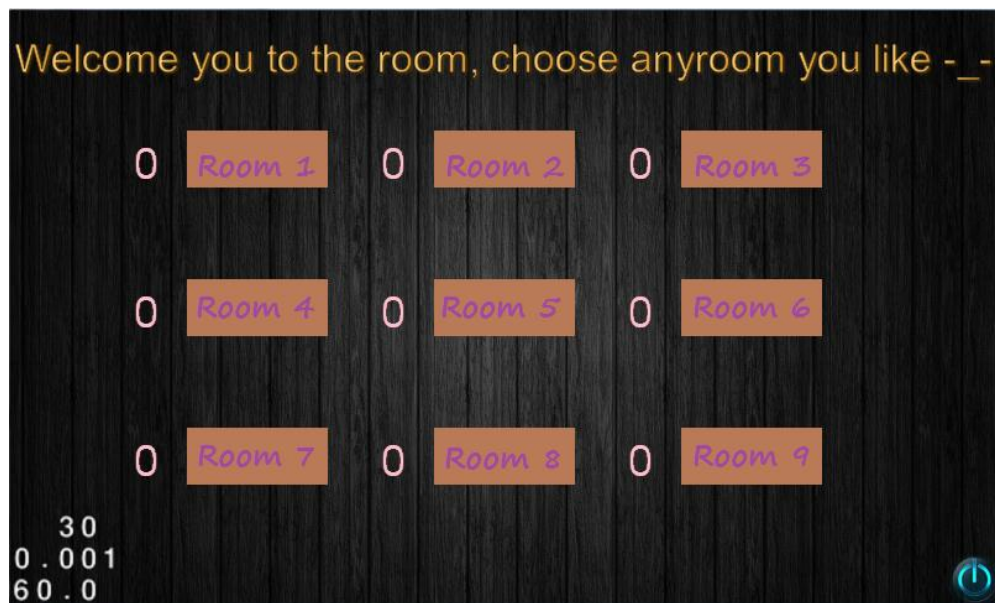 Welcome you to the room, choose anyroom you like -_-
0 Room 1 0 Room 2 0 Room 3
0 Room 4 0 Room 5 0 Room 6
0 Room 7 0 Room 8 0 Room 9
30
0.001
60.0